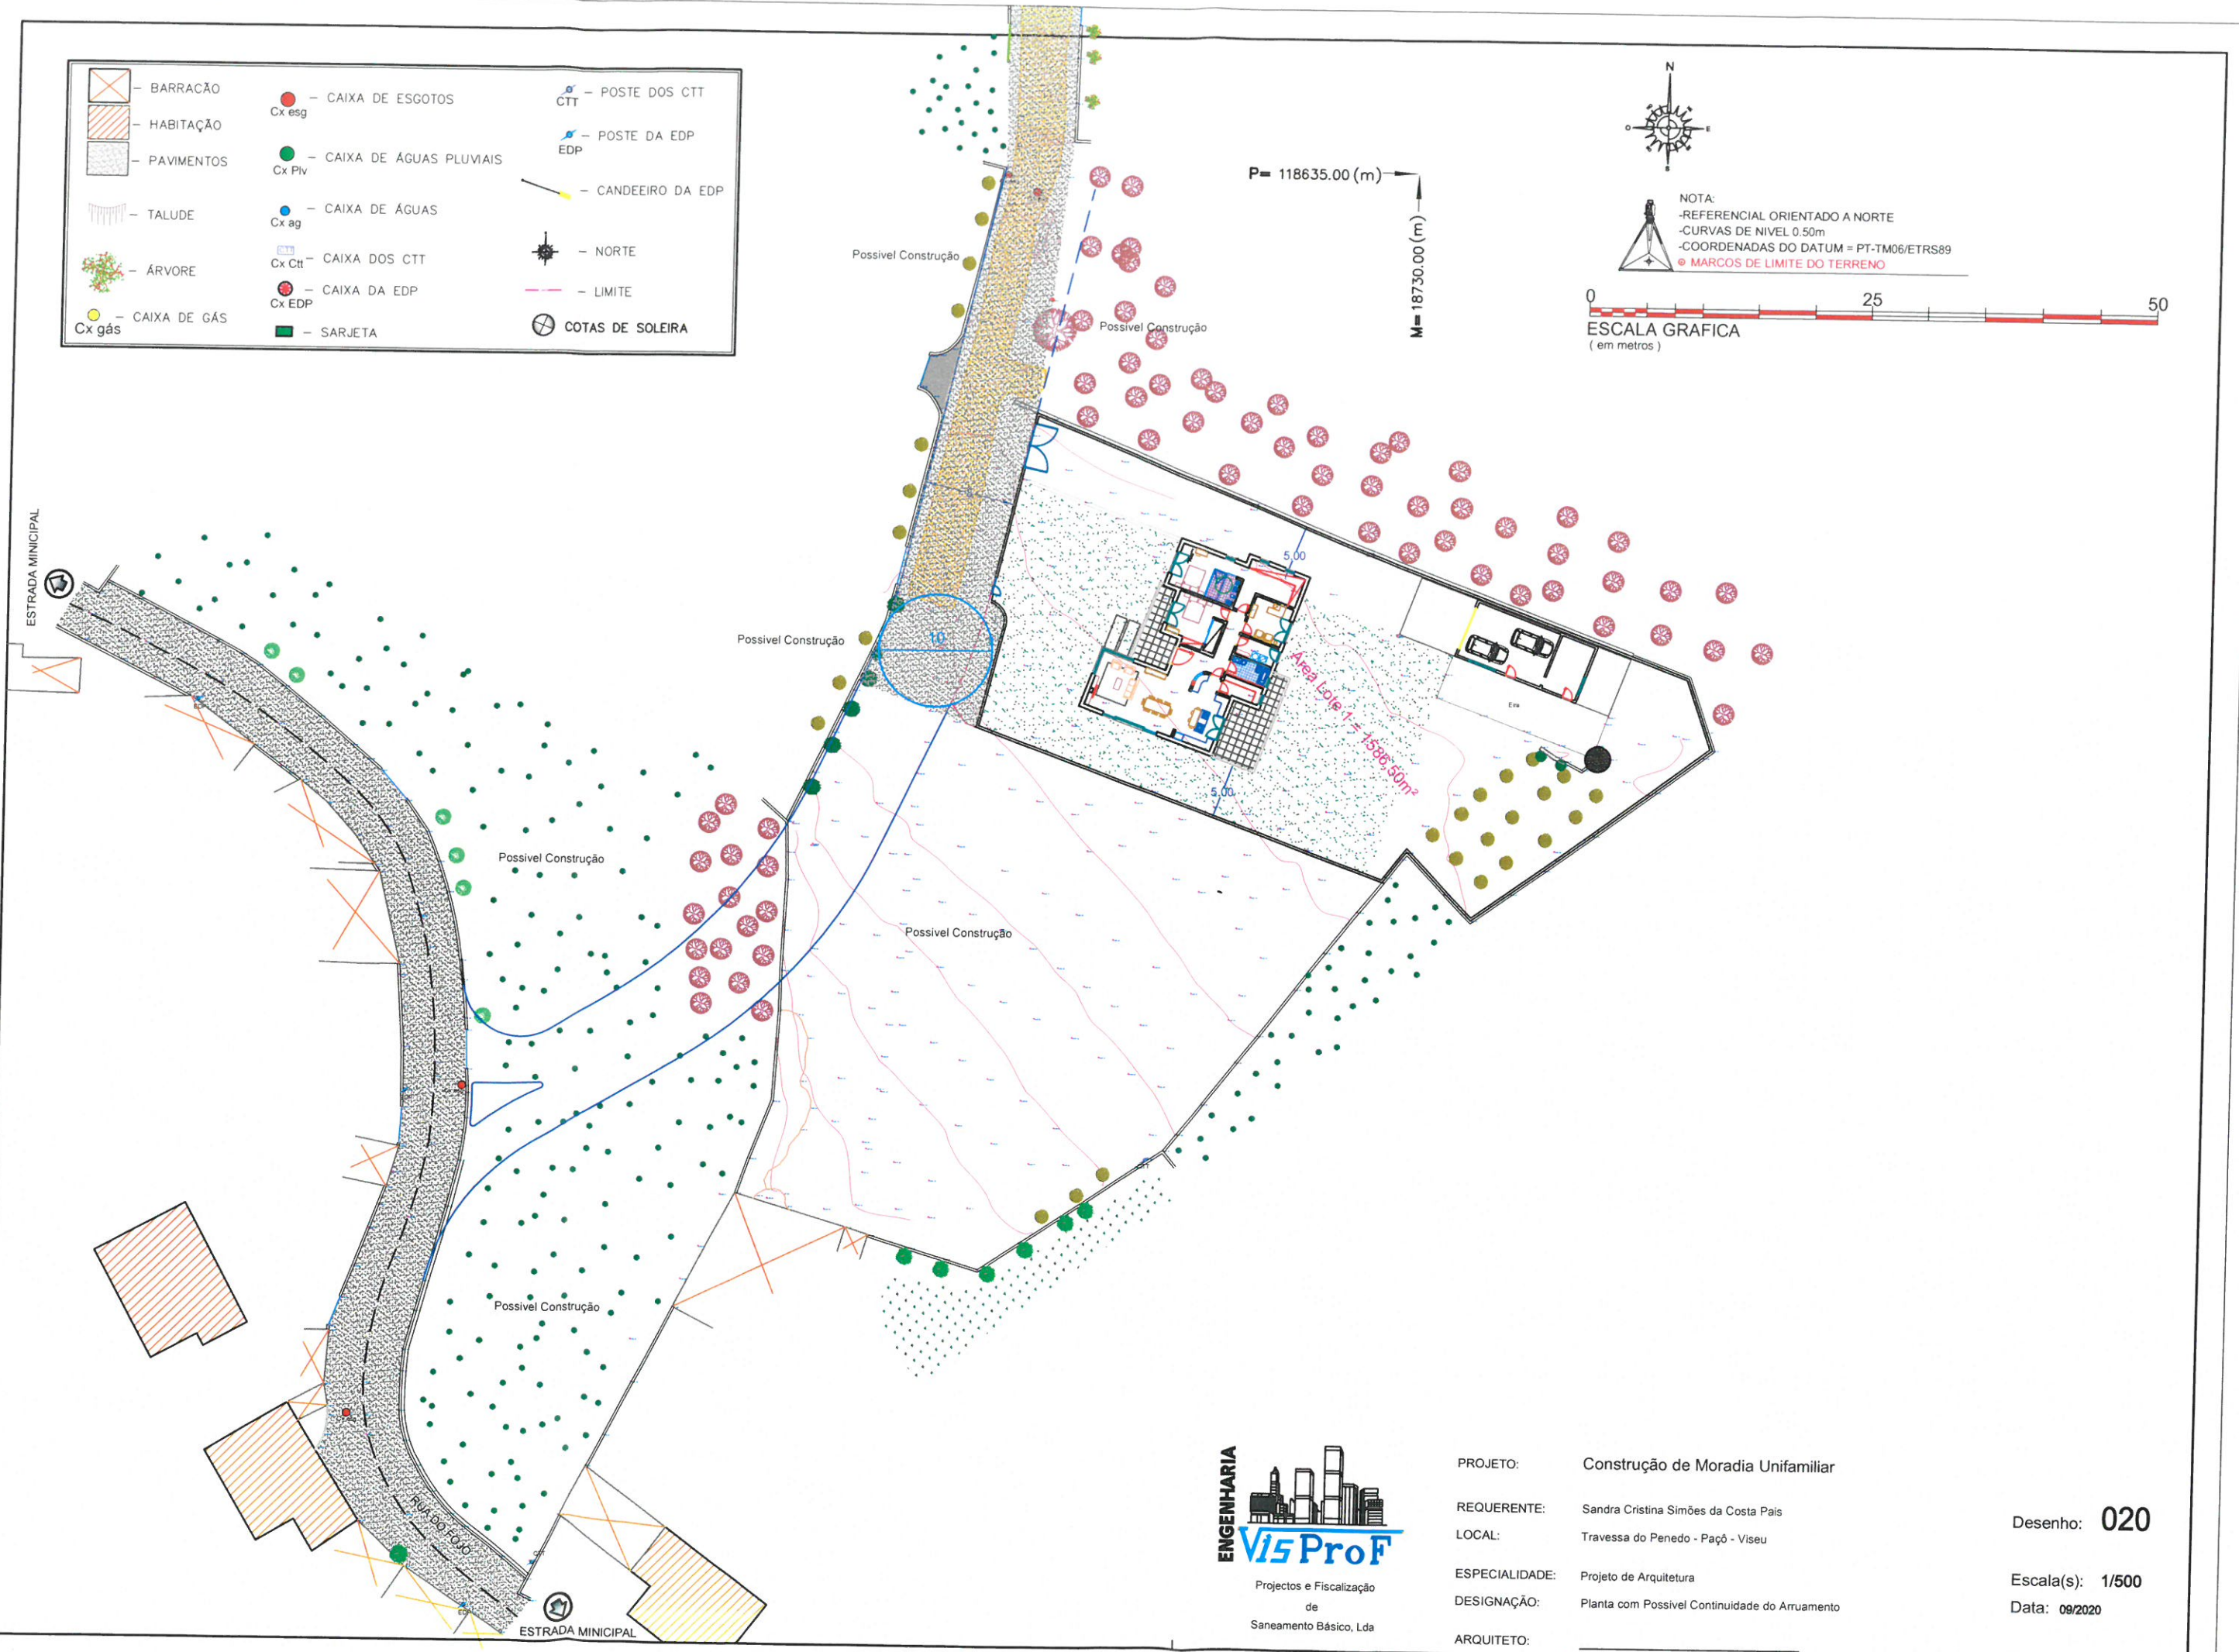 BARRACÃO
HABITAÇÃO
PAVIMENTOS
TALUDE
ÁRVORE
CAIXA DE GÁS
Cx gás
CAIXA DE ESGOTOS
Cx esg
CAIXA DE ÁGUAS PLUVIAIS
Cx Plv
CAIXA DE ÁGUAS
Cx ag
CAIXA DOS CTT
Cx Ctt
CAIXA DA EDP
Cx EDP
SARJETA
POSTE DOS CTT
CTT
POSTE DA EDP
EDP
CANDEEIRO DA EDP
NORTE
LIMITE
COTAS DE SOLEIRA
P= 118635.00 (m)
M= 18730.00 (m)
N
O
E
S
NOTA:
-REFERENCIAL ORIENTADO A NORTE
-CURVAS DE NIVEL 0.50m
-COORDENADAS DO DATUM = PT-TM06/ETRS89
MARCOS DE LIMITE DO TERRENO
0 25 50
ESCALA GRAFICA
( em metros )
Possivel Construção
Possivel Construção
Possivel Construção
Possivel Construção
Possivel Construção
Possivel Construção
ESTRADA MINICIPAL
5.00
10
Area Lote 1 = 1586,50m²
5.00
Eira
RUA DO FOJO
ESTRADA MINICIPAL
ENGENHARIA
VisProF
Projectos e Fiscalização
de
Saneamento Básico, Lda
PROJETO: Construção de Moradia Unifamiliar
REQUERENTE: Sandra Cristina Simões da Costa Pais
LOCAL: Travessa do Penedo - Paçô - Viseu
ESPECIALIDADE: Projeto de Arquitetura
DESIGNAÇÃO: Planta com Possivel Continuidade do Arruamento
ARQUITETO:
Desenho: 020
Escala(s): 1/500
Data: 09/2020